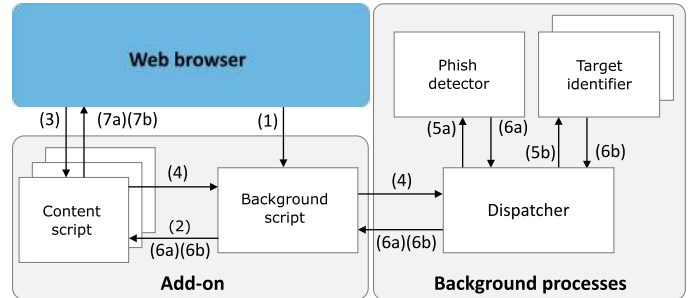 Web browser
Phish
detector
Target
identifier
(3)
(7a)(7b)
(1)
(5a)
(6a)
(5b)
(6b)
(4)
(4)
Content
script
Background
script
Dispatcher
(2)
(6a)(6b)
(6a)(6b)
Add-on
Background processes